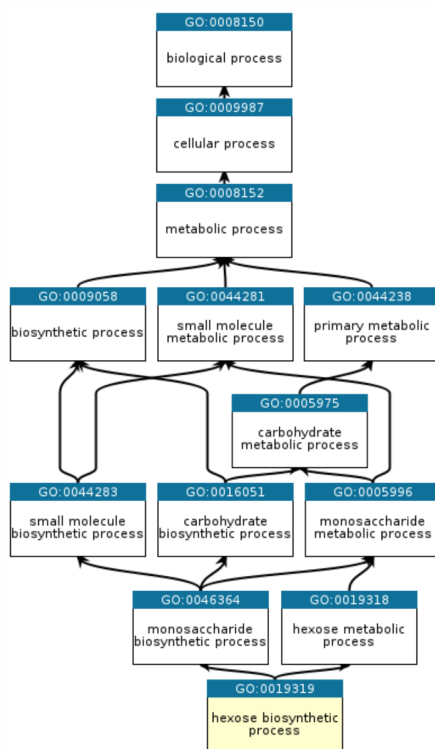 GO:0008150
biological process
GO:0009987
cellular process
GO:0008152
metabolic process
GO:0009058
biosynthetic process
GO:0044281
small molecule
metabolic process
GO:0044238
primary metabolic
process
GO:0005975
carbohydrate
metabolic process
GO:0044283
small molecule
biosynthetic process
GO:0016051
carbohydrate
biosynthetic process
GO:0005996
monosaccharide
metabolic process
GO:0046364
monosaccharide
biosynthetic process
GO:0019318
hexose metabolic
process
GO:0019319
hexose biosynthetic
process